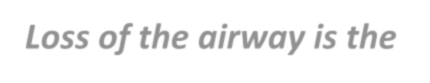 Loss of the airway is the